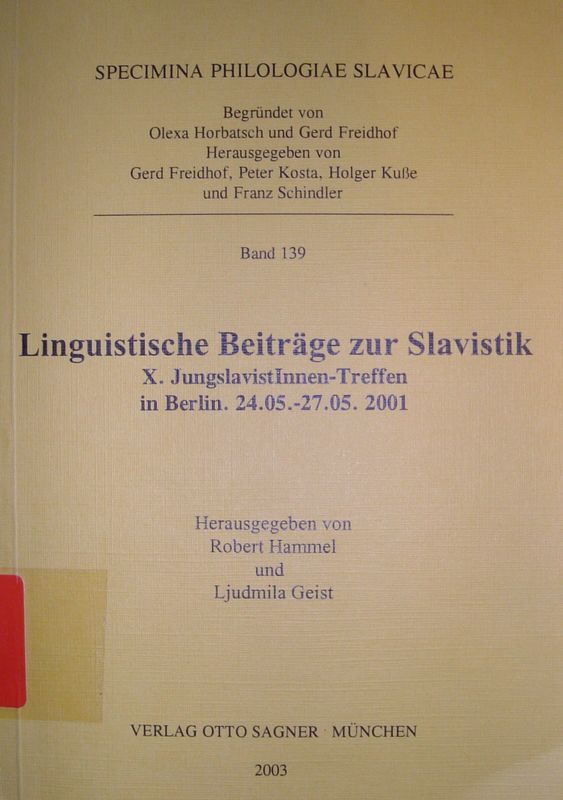 SPECIMINA PHILOLOGIAE SLAVICAE
Begründet von
Olexa Horbatsch und Gerd Freidhof
Herausgegeben von
Gerd Freidhof, Peter Kosta, Holger Kuße
und Franz Schindler
Band 139
Linguistische Beiträge zur Slavistik
X. JungslavistInnen-Treffen
in Berlin. 24.05.-27.05. 2001
Herausgegeben von
Robert Hammel
und
Ljudmila Geist
VERLAG OTTO SAGNER · MÜNCHEN
2003